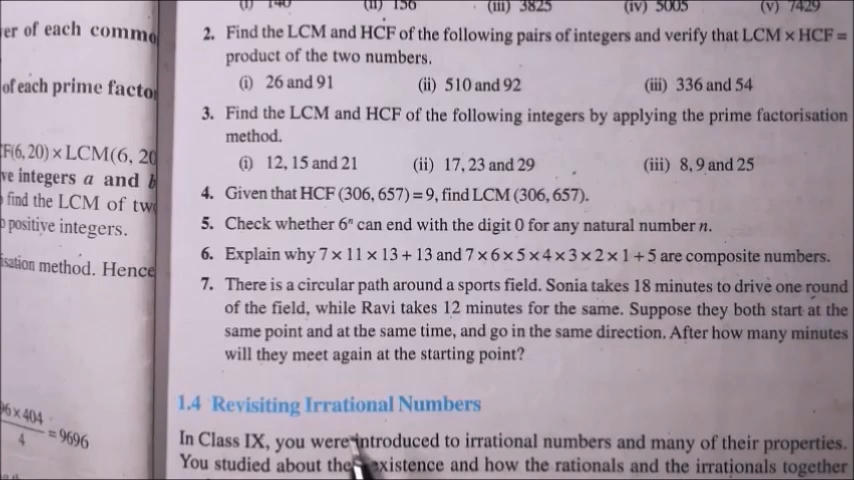 er of each commo
of each prime factor
F(6, 20) × LCM(6, 20
ve integers a and b
find the LCM of two
positive integers.
isation method. Hence
96 × 404
4
= 9696
(i) 140 (ii) 156 (iii) 3825 (iv) 5005 (v) 7429
2. Find the LCM and HCF of the following pairs of integers and verify that LCM × HCF =
product of the two numbers.
(i) 26 and 91 (ii) 510 and 92 (iii) 336 and 54
3. Find the LCM and HCF of the following integers by applying the prime factorisation
method.
(i) 12, 15 and 21 (ii) 17, 23 and 29 (iii) 8, 9 and 25
4. Given that HCF (306, 657) = 9, find LCM (306, 657).
5. Check whether 6ⁿ can end with the digit 0 for any natural number n.
6. Explain why 7 × 11 × 13 + 13 and 7 × 6 × 5 × 4 × 3 × 2 × 1 + 5 are composite numbers.
7. There is a circular path around a sports field. Sonia takes 18 minutes to drive one round
of the field, while Ravi takes 12 minutes for the same. Suppose they both start at the
same point and at the same time, and go in the same direction. After how many minutes
will they meet again at the starting point?
1.4 Revisiting Irrational Numbers
In Class IX, you were introduced to irrational numbers and many of their properties.
You studied about the existence and how the rationals and the irrationals together